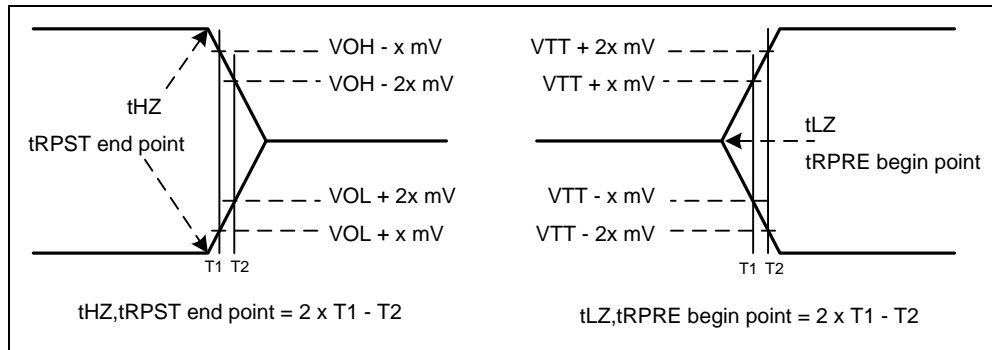 VOH - x mV
VOH - 2x mV
tHZ
tRPST end point
VOL + 2x mV
VOL + x mV
T1 T2
tHZ,tRPST end point = 2 x T1 - T2
VTT + 2x mV
VTT + x mV
tLZ
tRPRE begin point
VTT - x mV
VTT - 2x mV
T1 T2
tLZ,tRPRE begin point = 2 x T1 - T2